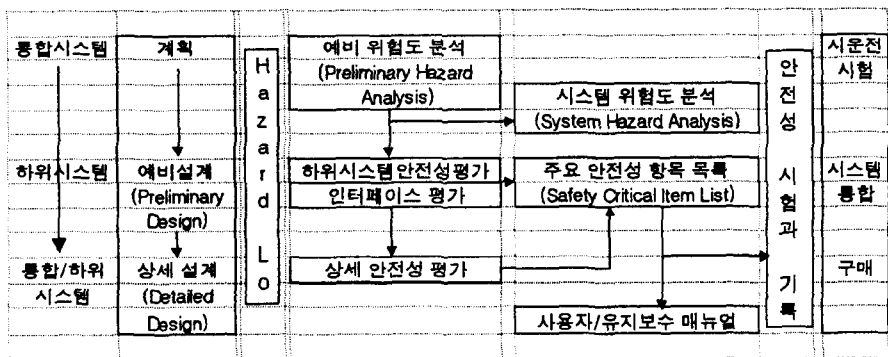 통합시스템
하위시스템
통합/하위
시스템
계획
예비설계
(Preliminary
Design)
상세 설계
(Detailed
Design)
Hazard Lo
예비 위험도 분석
(Preliminary Hazard
Analysis)
하위시스템안전성평가
인터페이스 평가
상세 안전성 평가
시스템 위험도 분석
(System Hazard Analysis)
주요 안전성 항목 목록
(Safety Critical Item List)
사용자/유지보수 매뉴얼
안전성 시험과 기록
시운전
시험
시스템
통합
구매